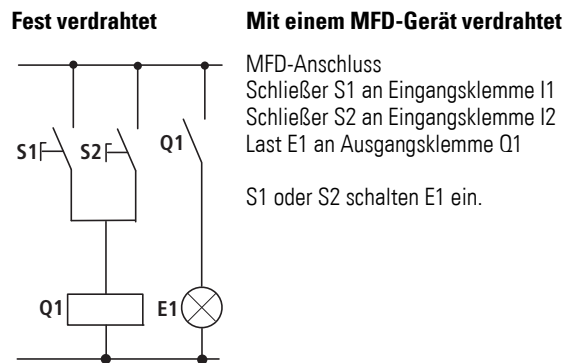 Fest verdrahtet
Mit einem MFD-Gerät verdrahtet
MFD-Anschluss
Schließer S1 an Eingangsklemme I1
Schließer S2 an Eingangsklemme I2
Last E1 an Ausgangsklemme Q1
S1 oder S2 schalten E1 ein.
S1
S2
Q1
Q1
E1